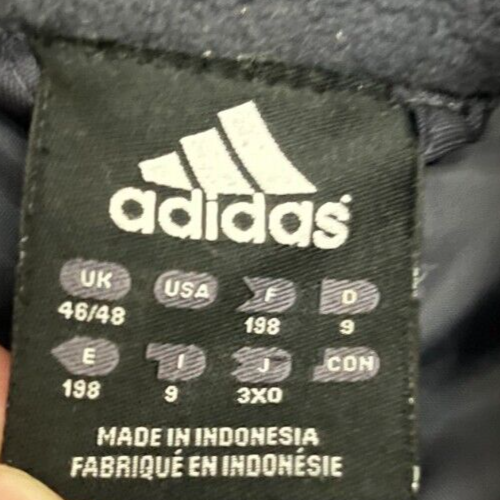 adidas
UK USA F D
46/48 198 9
E I J CON
198 9 3XO
MADE IN INDONESIA
FABRIQUÉ EN INDONÉSIE